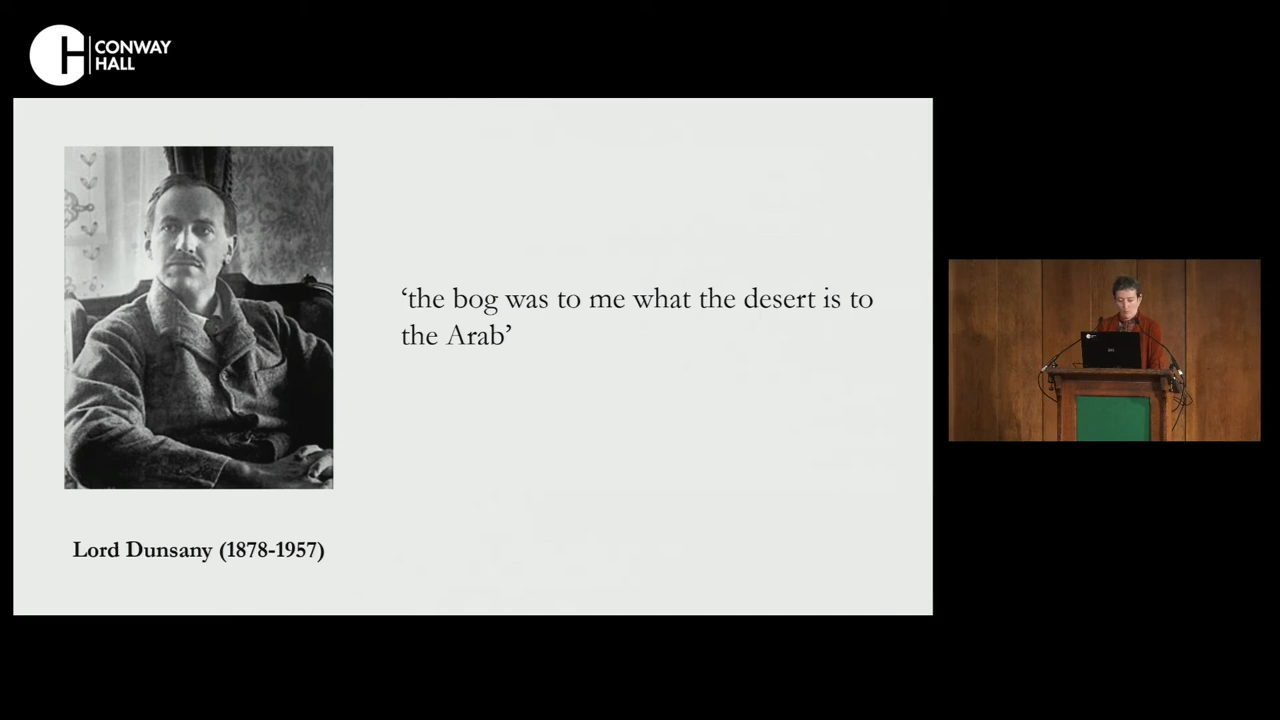 CONWAY
HALL
‘the bog was to me what the desert is to
the Arab’
Lord Dunsany (1878-1957)